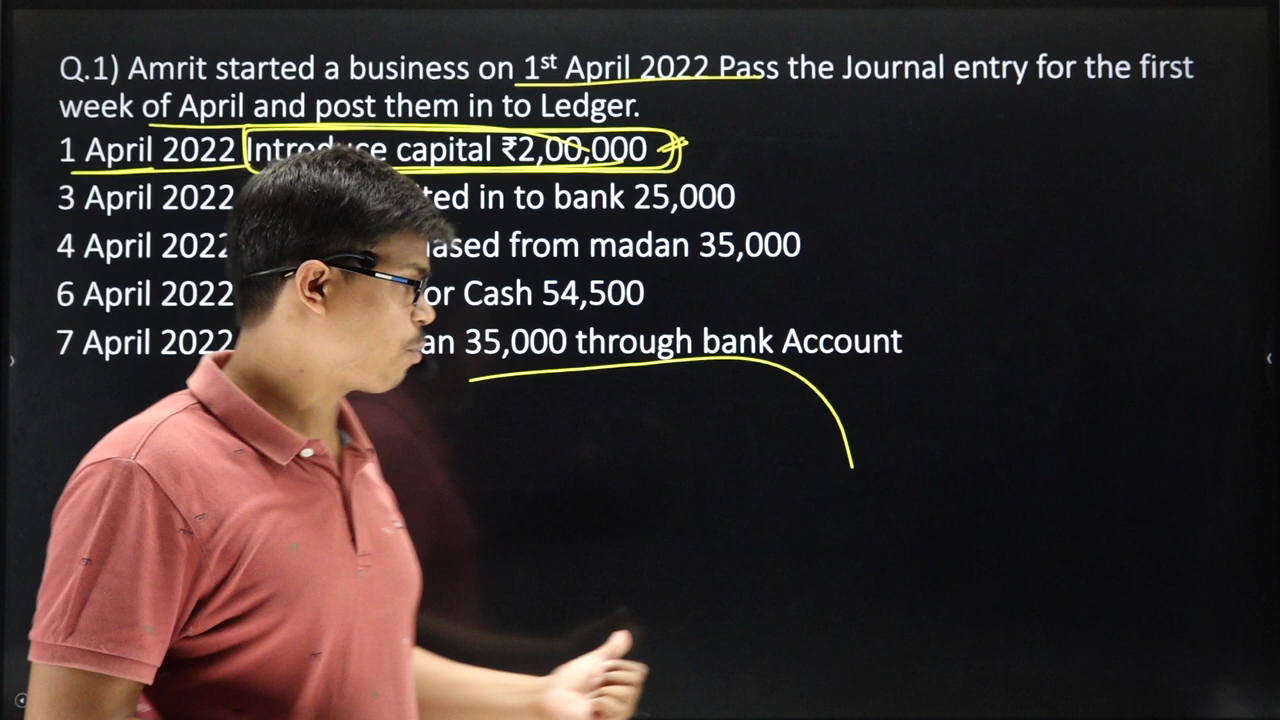 Q.1) Amrit started a business on 1st April 2022 Pass the Journal entry for the first
week of April and post them in to Ledger.
1 April 2022 Introduce capital ₹2,00,000
3 April 2022 in to bank 25,000
4 April 2022 from madan 35,000
6 April 2022 Cash 54,500
7 April 2022 35,000 through bank Account